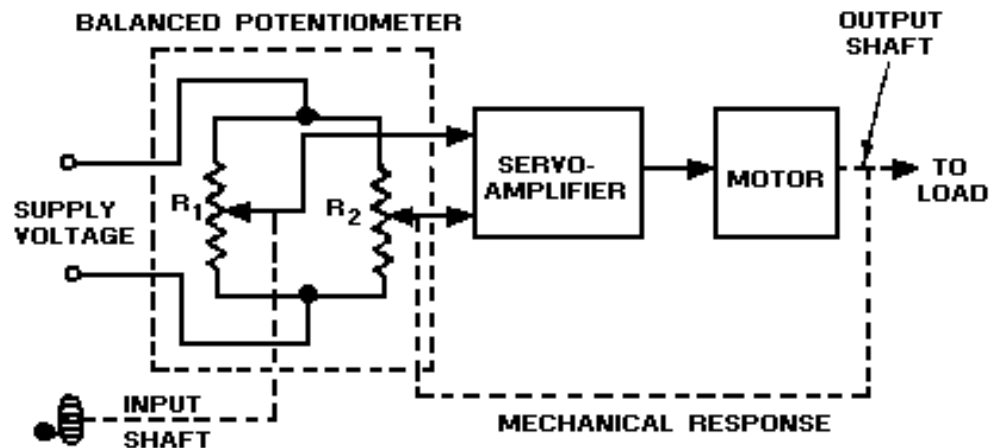 BALANCED POTENTIOMETER
OUTPUT
SHAFT
SUPPLY
VOLTAGE
R1
R2
SERVO-
AMPLIFIER
MOTOR
TO
LOAD
INPUT
SHAFT
MECHANICAL RESPONSE